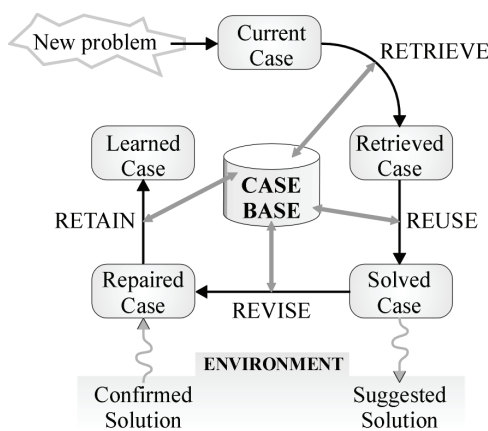 New problem
Current
Case
RETRIEVE
Learned
Case
Retrieved
Case
CASE
BASE
RETAIN
REUSE
Repaired
Case
Solved
Case
REVISE
ENVIRONMENT
Confirmed
Solution
Suggested
Solution